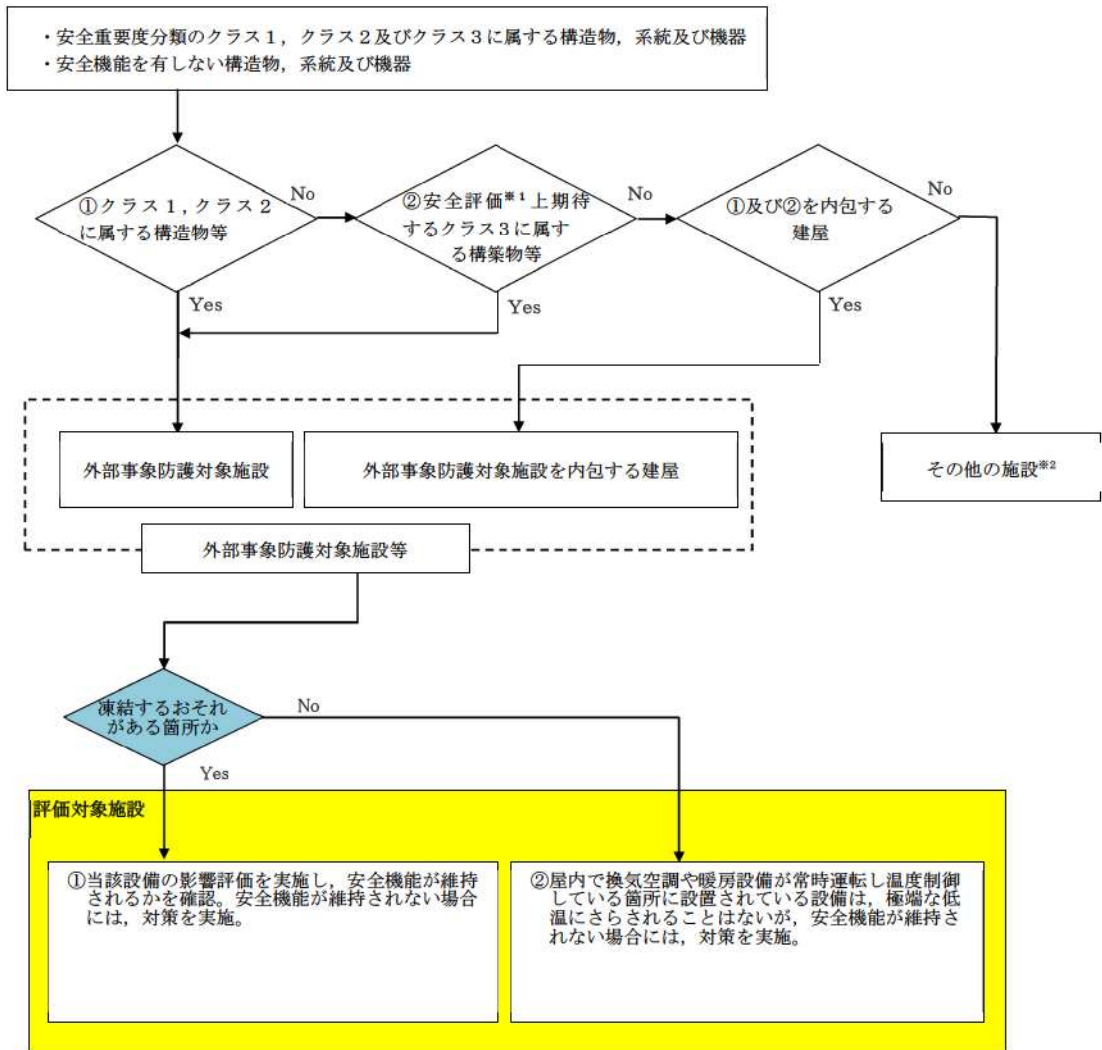 ・安全重要度分類のクラス１，クラス２及びクラス３に属する構造物，系統及び機器
・安全機能を有しない構造物，系統及び機器
①クラス１，クラス２
に属する構造物等
No
②安全評価※１上期待
するクラス３に属す
る構築物等
No
①及び②を内包する
建屋
No
Yes
Yes
Yes
外部事象防護対象施設
外部事象防護対象施設を内包する建屋
その他の施設※2
外部事象防護対象施設等
凍結するおそれ
がある箇所か
No
Yes
評価対象施設
①当該設備の影響評価を実施し，安全機能が維持
されるかを確認。安全機能が維持されない場合
には，対策を実施。
②屋内で換気空調や暖房設備が常時運転し温度制御
している箇所に設置されている設備は，極端な低
温にさらされることはないが，安全機能が維持さ
れない場合には，対策を実施。